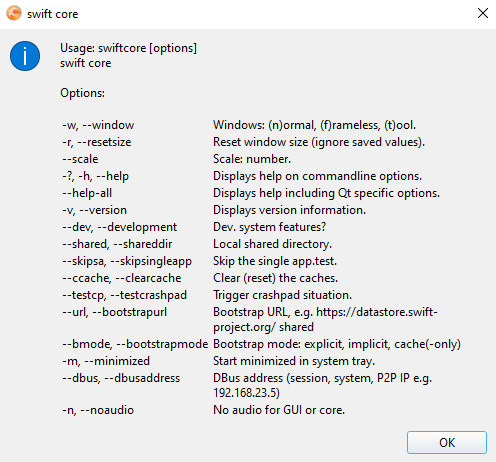 swift core
Usage: swiftcore [options]
swift core
Options:
-w, --window Windows: (n)ormal, (f)rameless, (t)ool.
-r, --resetsize Reset window size (ignore saved values).
--scale Scale: number.
-?, -h, --help Displays help on commandline options.
--help-all Displays help including Qt specific options.
-v, --version Displays version information.
--dev, --development Dev. system features?
--shared, --shareddir Local shared directory.
--skipsa, --skipsingleapp Skip the single app.test.
--ccache, --clearcache Clear (reset) the caches.
--testcp, --testcrashpad Trigger crashpad situation.
--url, --bootstrapurl Bootstrap URL, e.g. https://datastore.swift-
project.org/ shared
--bmode, --bootstrapmode Bootstrap mode: explicit, implicit, cache(-only)
-m, --minimized Start minimized in system tray.
--dbus, --dbusaddress DBus address (session, system, P2P IP e.g.
192.168.23.5)
-n, --noaudio No audio for GUI or core.
OK